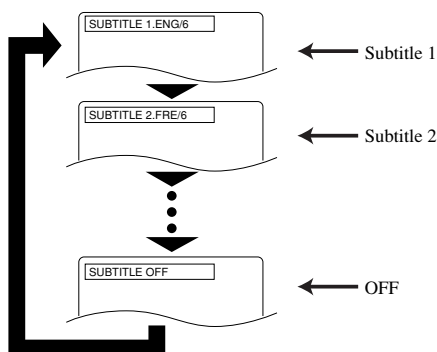 SUBTITLE 1.ENG/6
Subtitle 1
SUBTITLE 2.FRE/6
Subtitle 2
SUBTITLE OFF
OFF